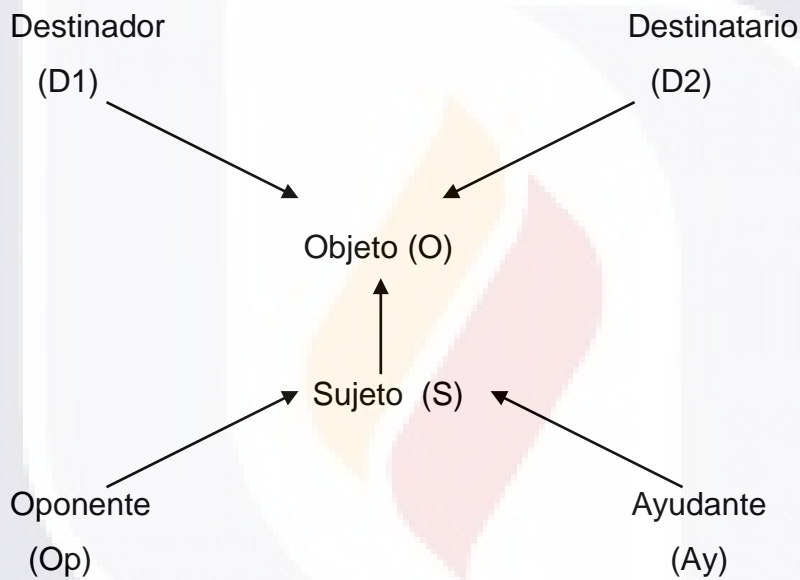 Destinador Destinatario
(D1) (D2)
Objeto (O)
Sujeto (S)
Oponente Ayudante
(Op) (Ay)